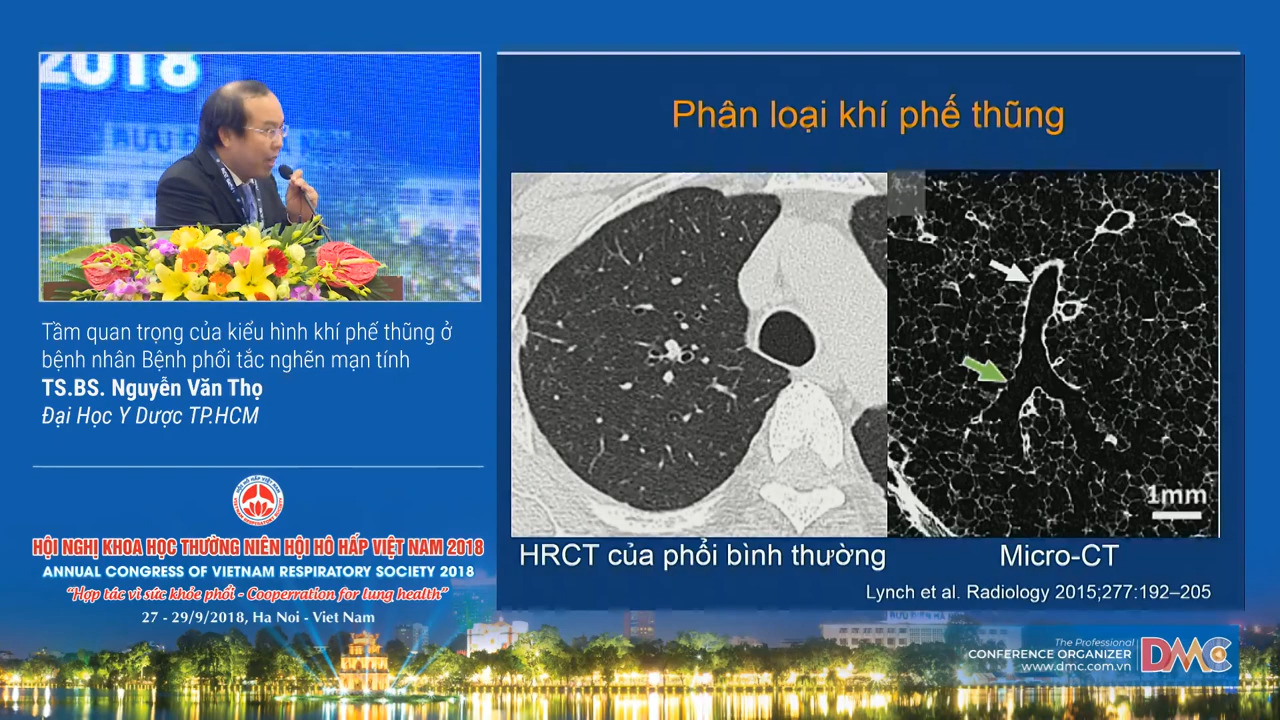 2018
Tầm quan trọng của kiểu hình khí phế thũng ở
bệnh nhân Bệnh phổi tắc nghẽn mạn tính
TS.BS. Nguyễn Văn Thọ
Đại Học Y Dược TP.HCM
HỘI NGHỊ KHOA HỌC THƯỜNG NIÊN HỘI HÔ HẤP VIỆT NAM 2018
ANNUAL CONGRESS OF VIETNAM RESPIRATORY SOCIETY 2018
“Hợp tác vì sức khỏe phổi - Cooperration for lung health”
27 - 29/9/2018, Ha Noi - Viet Nam
Phân loại khí phế thũng
1mm
HRCT của phổi bình thường
Micro-CT
Lynch et al. Radiology 2015;277:192–205
The Professional
CONFERENCE ORGANIZER
www.dmc.com.vn
DMC